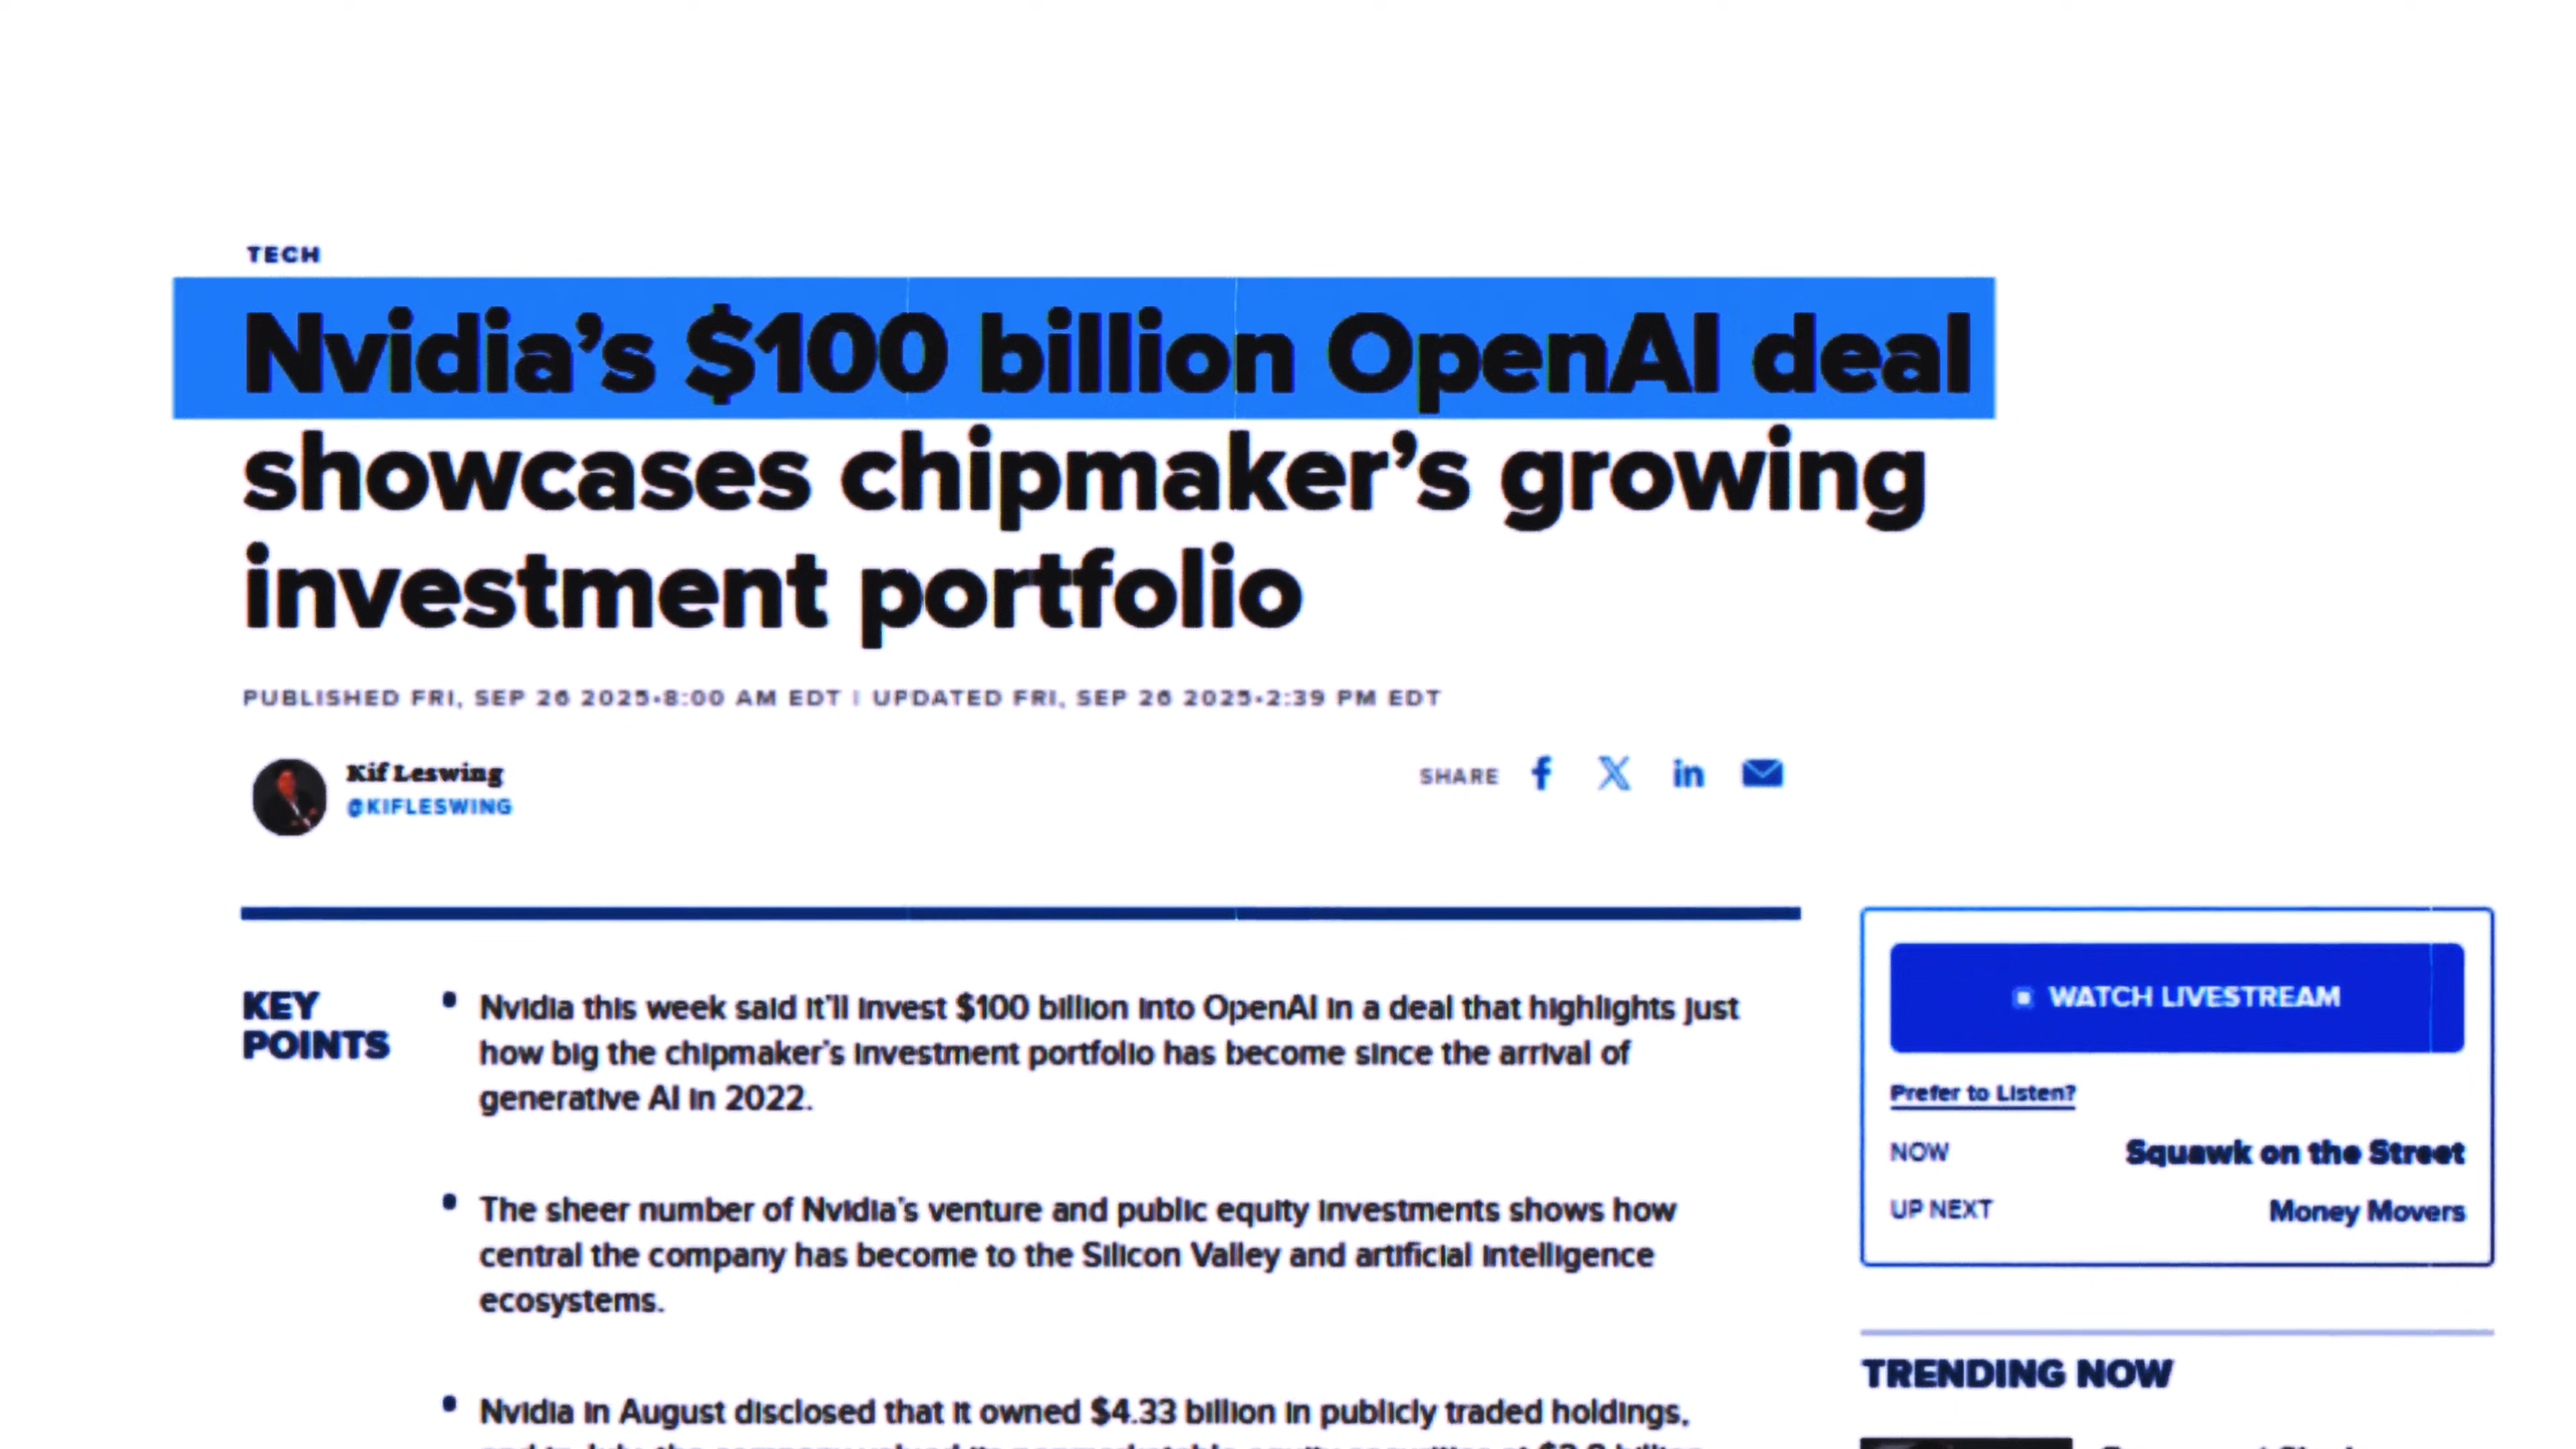 TECH
Nvidia’s $100 billion OpenAI deal
showcases chipmaker’s growing
investment portfolio
PUBLISHED FRI, SEP 26 2025•8:00 AM EDT | UPDATED FRI, SEP 26 2025•2:39 PM EDT
Kif Leswing
@KIFLESWING
SHARE
KEY
POINTS
Nvidia this week said it’ll invest $100 billion into OpenAI in a deal that highlights just
how big the chipmaker’s investment portfolio has become since the arrival of
generative AI in 2022.
The sheer number of Nvidia’s venture and public equity investments shows how
central the company has become to the Silicon Valley and artificial intelligence
ecosystems.
Nvidia in August disclosed that it owned $4.33 billion in publicly traded holdings,
WATCH LIVESTREAM
Prefer to Listen?
NOW Squawk on the Street
UP NEXT Money Movers
TRENDING NOW